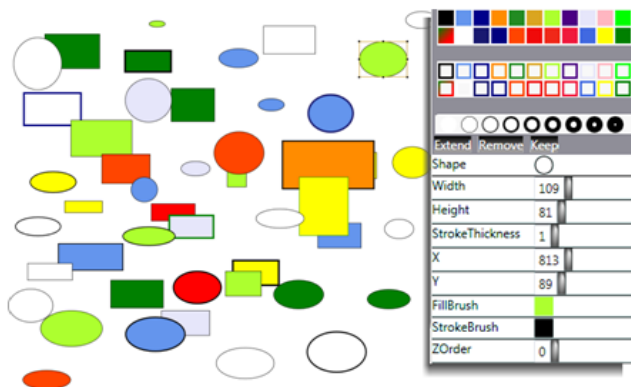 Extend Remove Keep
Shape
Width 109
Height 81
StrokeThickness 1
X 813
Y 89
FillBrush
StrokeBrush
ZOrder 0